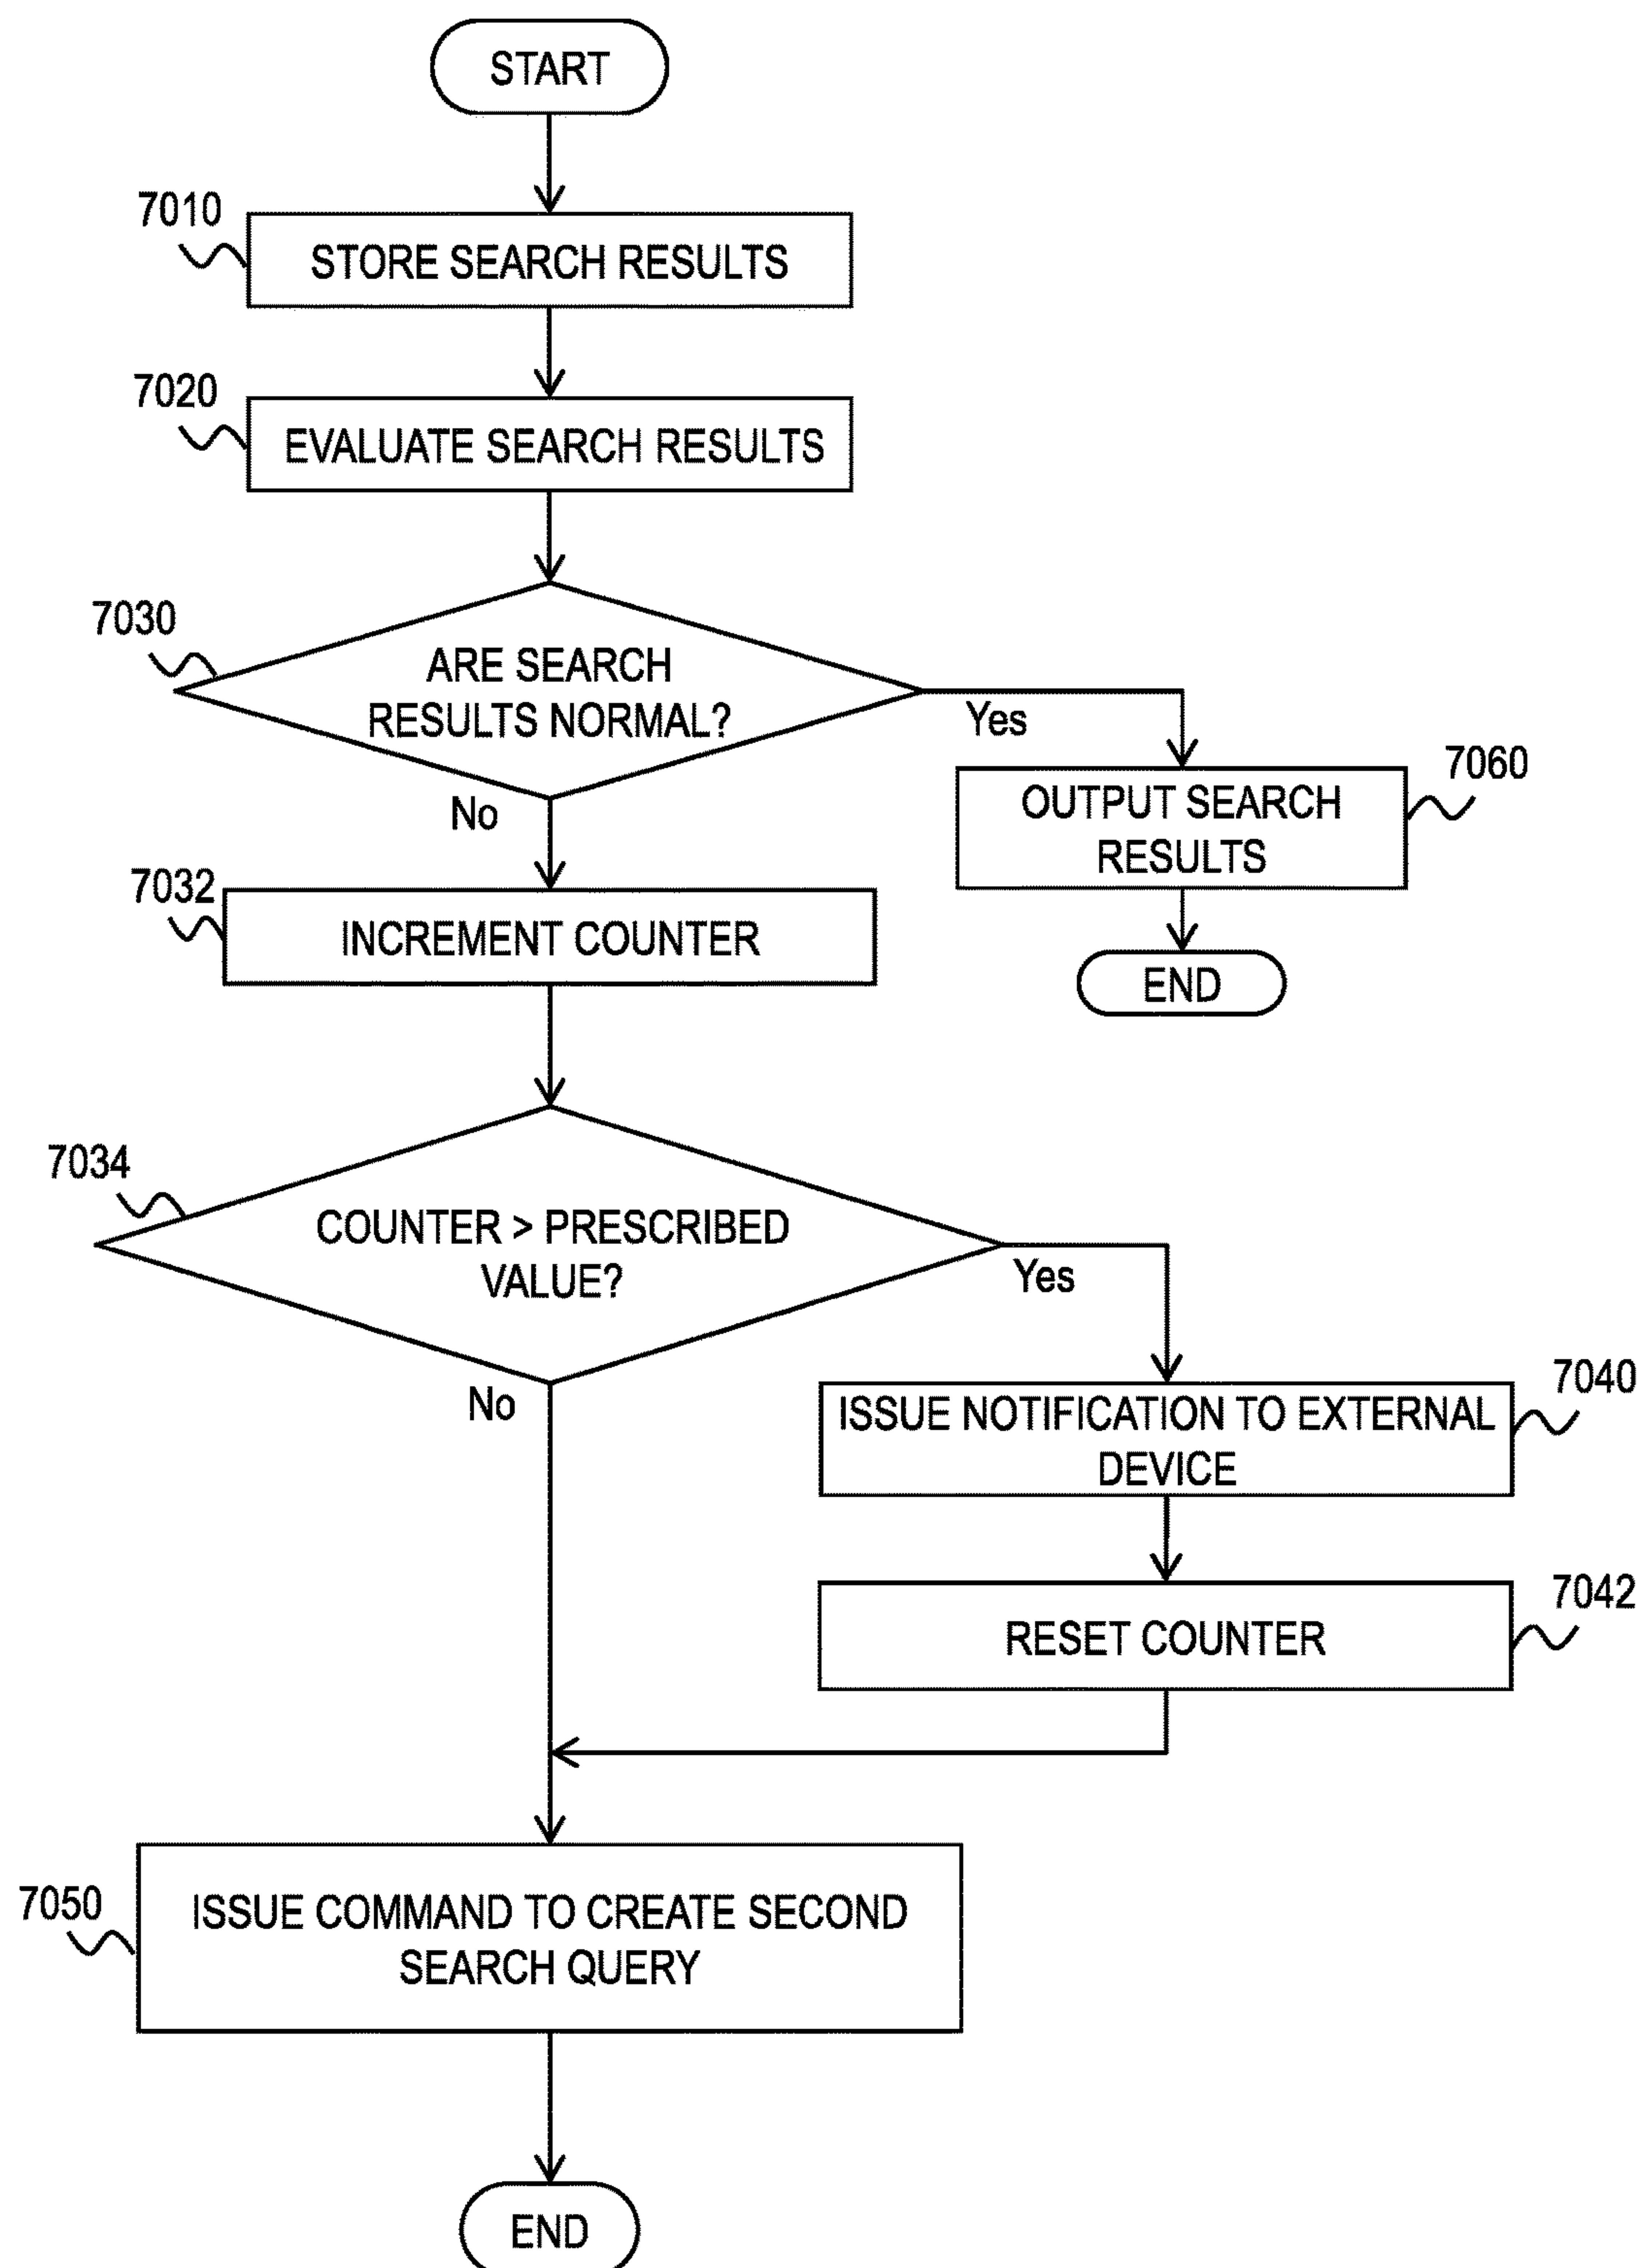 START
7010
STORE SEARCH RESULTS
7020
EVALUATE SEARCH RESULTS
7030
ARE SEARCH
RESULTS NORMAL?
Yes
No
7060
OUTPUT SEARCH
RESULTS
END
7032
INCREMENT COUNTER
7034
COUNTER > PRESCRIBED
VALUE?
Yes
No
7040
ISSUE NOTIFICATION TO EXTERNAL
DEVICE
7042
RESET COUNTER
7050
ISSUE COMMAND TO CREATE SECOND
SEARCH QUERY
END